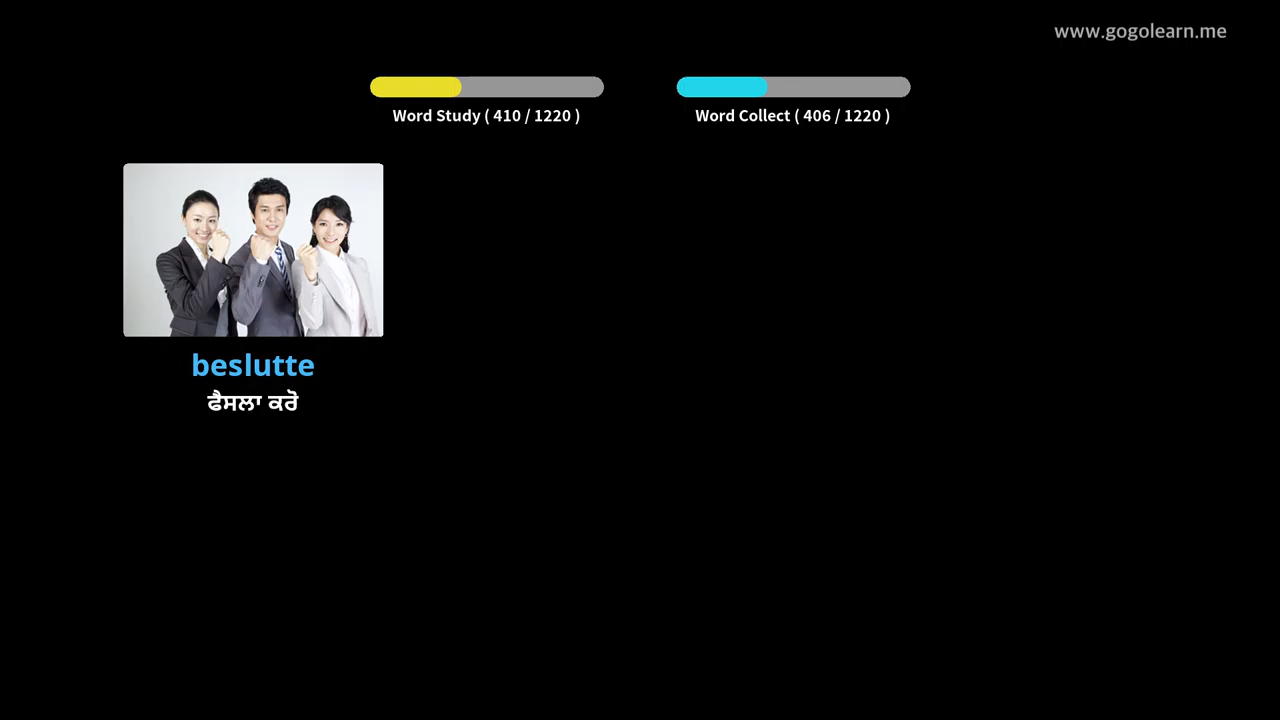 www.gogolearn.me
Word Study ( 410 / 1220 )
Word Collect ( 406 / 1220 )
beslutte
ਫੈਸਲਾ ਕਰੋ